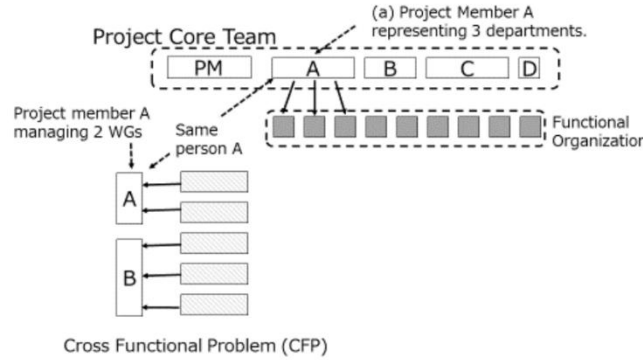 (a) Project Member A
representing 3 departments.
Project Core Team
PM
A
B
C
D
Project member A
managing 2 WGs
Same
person A
Functional
Organization
A
B
Cross Functional Problem (CFP)